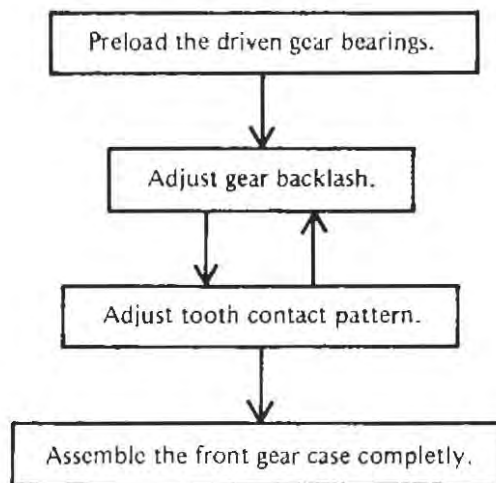 Preload the driven gear bearings.
Adjust gear backlash.
Adjust tooth contact pattern.
Assemble the front gear case completly.